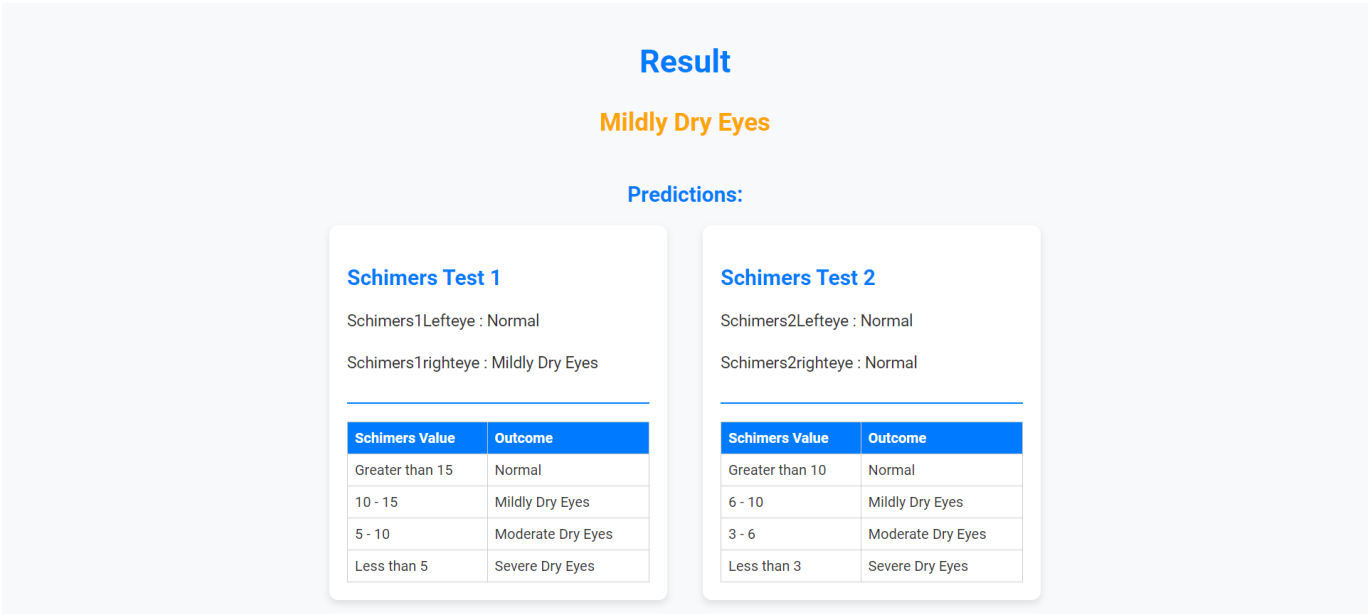 Result
Mildly Dry Eyes
Predictions:
Schimers Test 1
Schimers1Lefteye : Normal
Schimers1righteye : Mildly Dry Eyes
Schimers Value Outcome
Greater than 15 Normal
10 - 15 Mildly Dry Eyes
5 - 10 Moderate Dry Eyes
Less than 5 Severe Dry Eyes
Schimers Test 2
Schimers2Lefteye : Normal
Schimers2righteye : Normal
Schimers Value Outcome
Greater than 10 Normal
6 - 10 Mildly Dry Eyes
3 - 6 Moderate Dry Eyes
Less than 3 Severe Dry Eyes